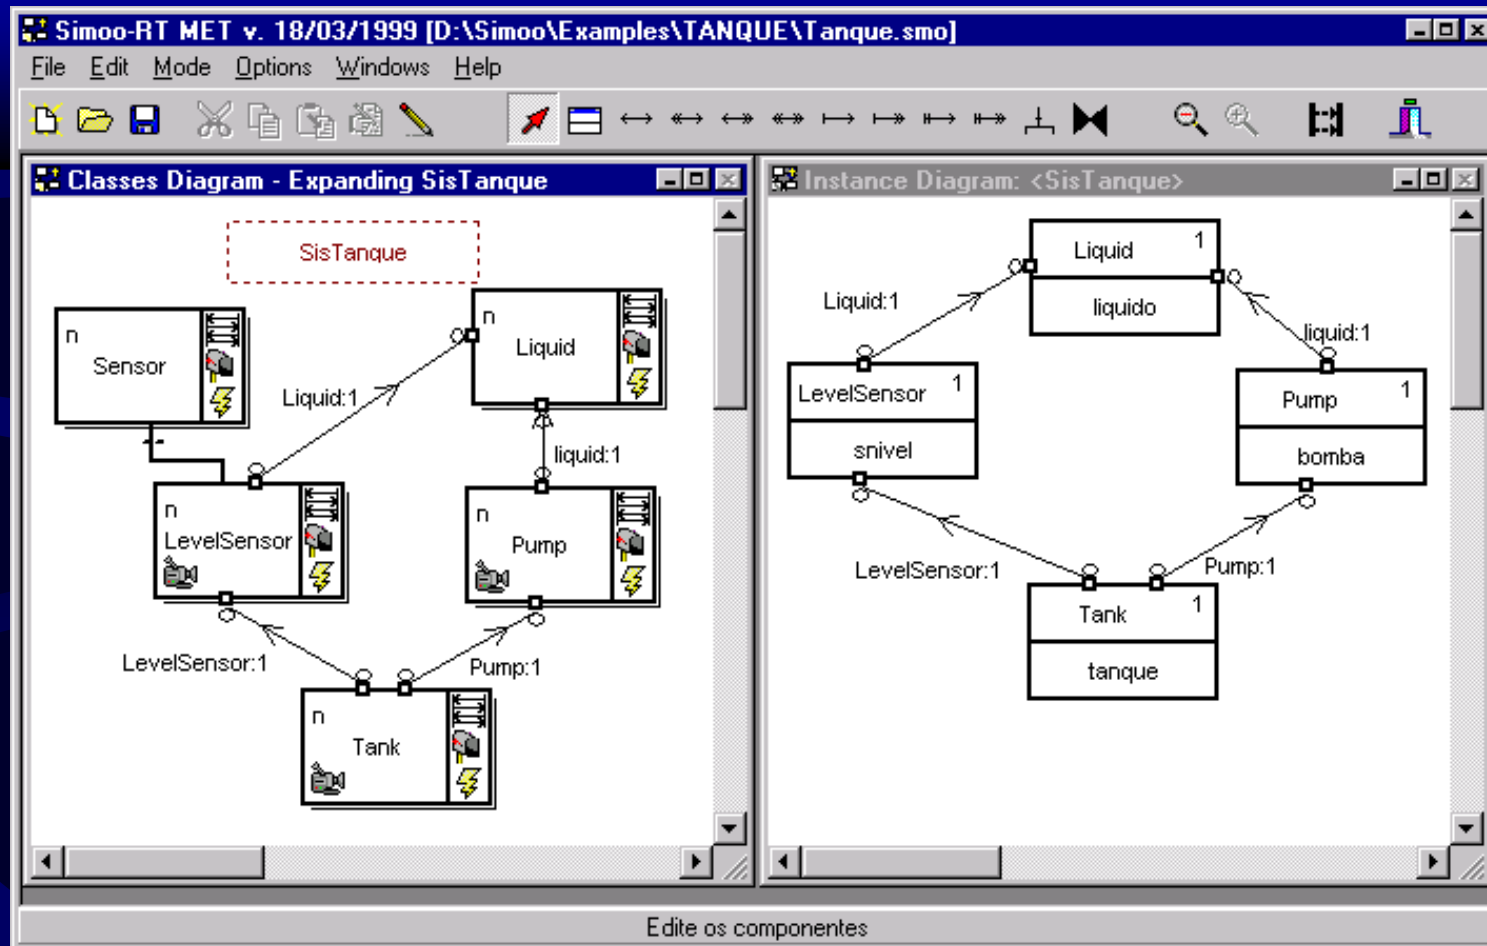 Simoo-RT MET v. 18/03/1999 [D:\Simoo\Examples\TANQUE\Tanque.smo]
File Edit Mode Options Windows Help
Classes Diagram - Expanding SisTanque
SisTanque
n
Sensor
n
Liquid
Liquid:1
liquid:1
n
LevelSensor
n
Pump
LevelSensor:1
Pump:1
n
Tank
Instance Diagram: <SisTanque>
Liquid 1
liquido
Liquid:1
liquid:1
LevelSensor 1
snivel
Pump 1
bomba
LevelSensor:1
Pump:1
Tank 1
tanque
Edite os componentes